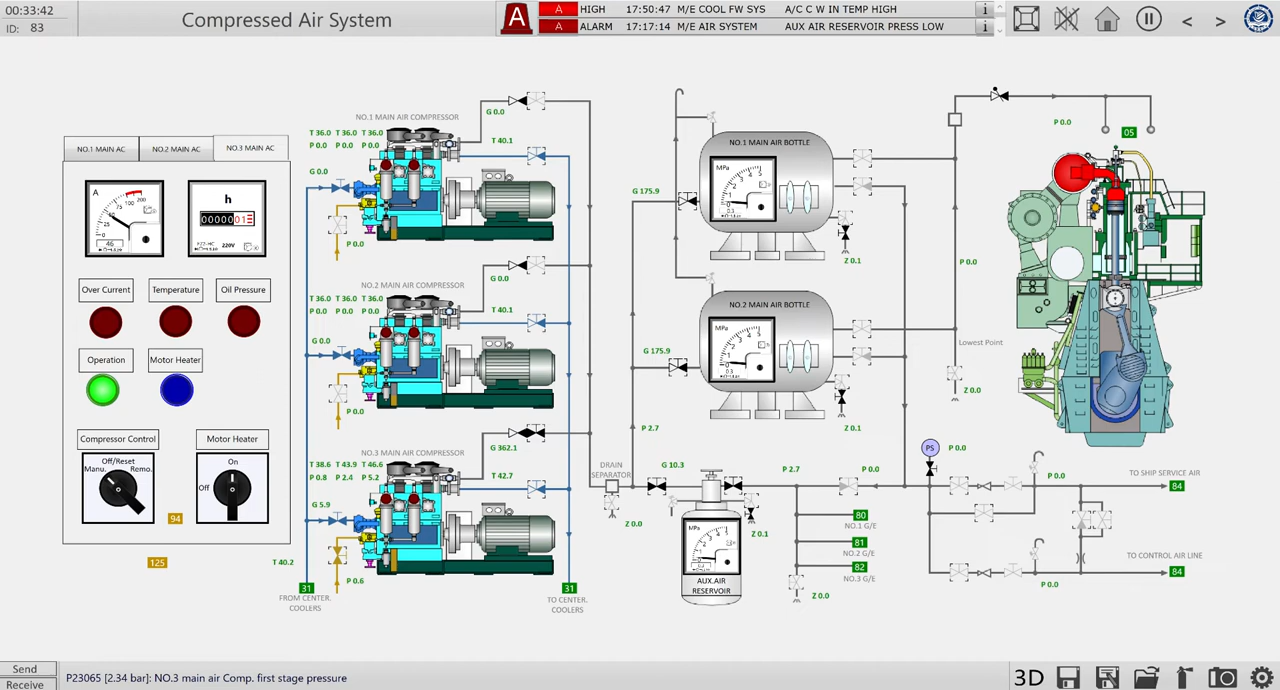 00:33:42
ID: 83
Compressed Air System
A
A HIGH 17:50:47 M/E COOL FW SYS A/C C W IN TEMP HIGH i
A ALARM 17:17:14 M/E AIR SYSTEM AUX AIR RESERVOIR PRESS LOW i
NO.1 MAIN AC NO.2 MAIN AC NO.3 MAIN AC
A
h
46
00000 01
220V
Over Current Temperature Oil Pressure
Operation Motor Heater
Compressor Control Motor Heater
Off/Reset
Manu. Remo.
On
Off
94
125
NO.1 MAIN AIR COMPRESSOR
T 36.0 T 36.0 T 36.0
P 0.0 P 0.0 P 0.0
G 0.0
T 40.1
G 0.0
P 0.0
NO.2 MAIN AIR COMPRESSOR
T 36.0 T 36.0 T 36.0
P 0.0 P 0.0 P 0.0
G 0.0
T 40.1
G 0.0
P 0.0
NO.3 MAIN AIR COMPRESSOR
T 38.6 T 43.9 T 46.6
P 0.8 P 2.4 P 5.2
G 362.1
T 42.7
G 5.9
P 0.6
T 40.2
31
FROM CENTER.
COOLERS
31
TO CENTER.
COOLERS
DRAIN
SEPARATOR
Z 0.0
G 175.9
NO.1 MAIN AIR BOTTLE
MPa
Z 0.1
G 175.9
NO.2 MAIN AIR BOTTLE
MPa
Z 0.1
P 2.7
G 10.3
P 2.7
P 0.0
MPa
AUX.AIR
RESERVOIR
Z 0.1
80
NO.1 G/E
81
NO.2 G/E
82
NO.3 G/E
Z 0.0
P 0.0
05
P 0.0
Lowest Point
Z 0.0
PS
P 0.0
P 0.0
TO SHIP SERVICE AIR
84
TO CONTROL AIR LINE
84
P 0.0
Send
Receive
P23065 [2.34 bar]: NO.3 main air Comp. first stage pressure
3D